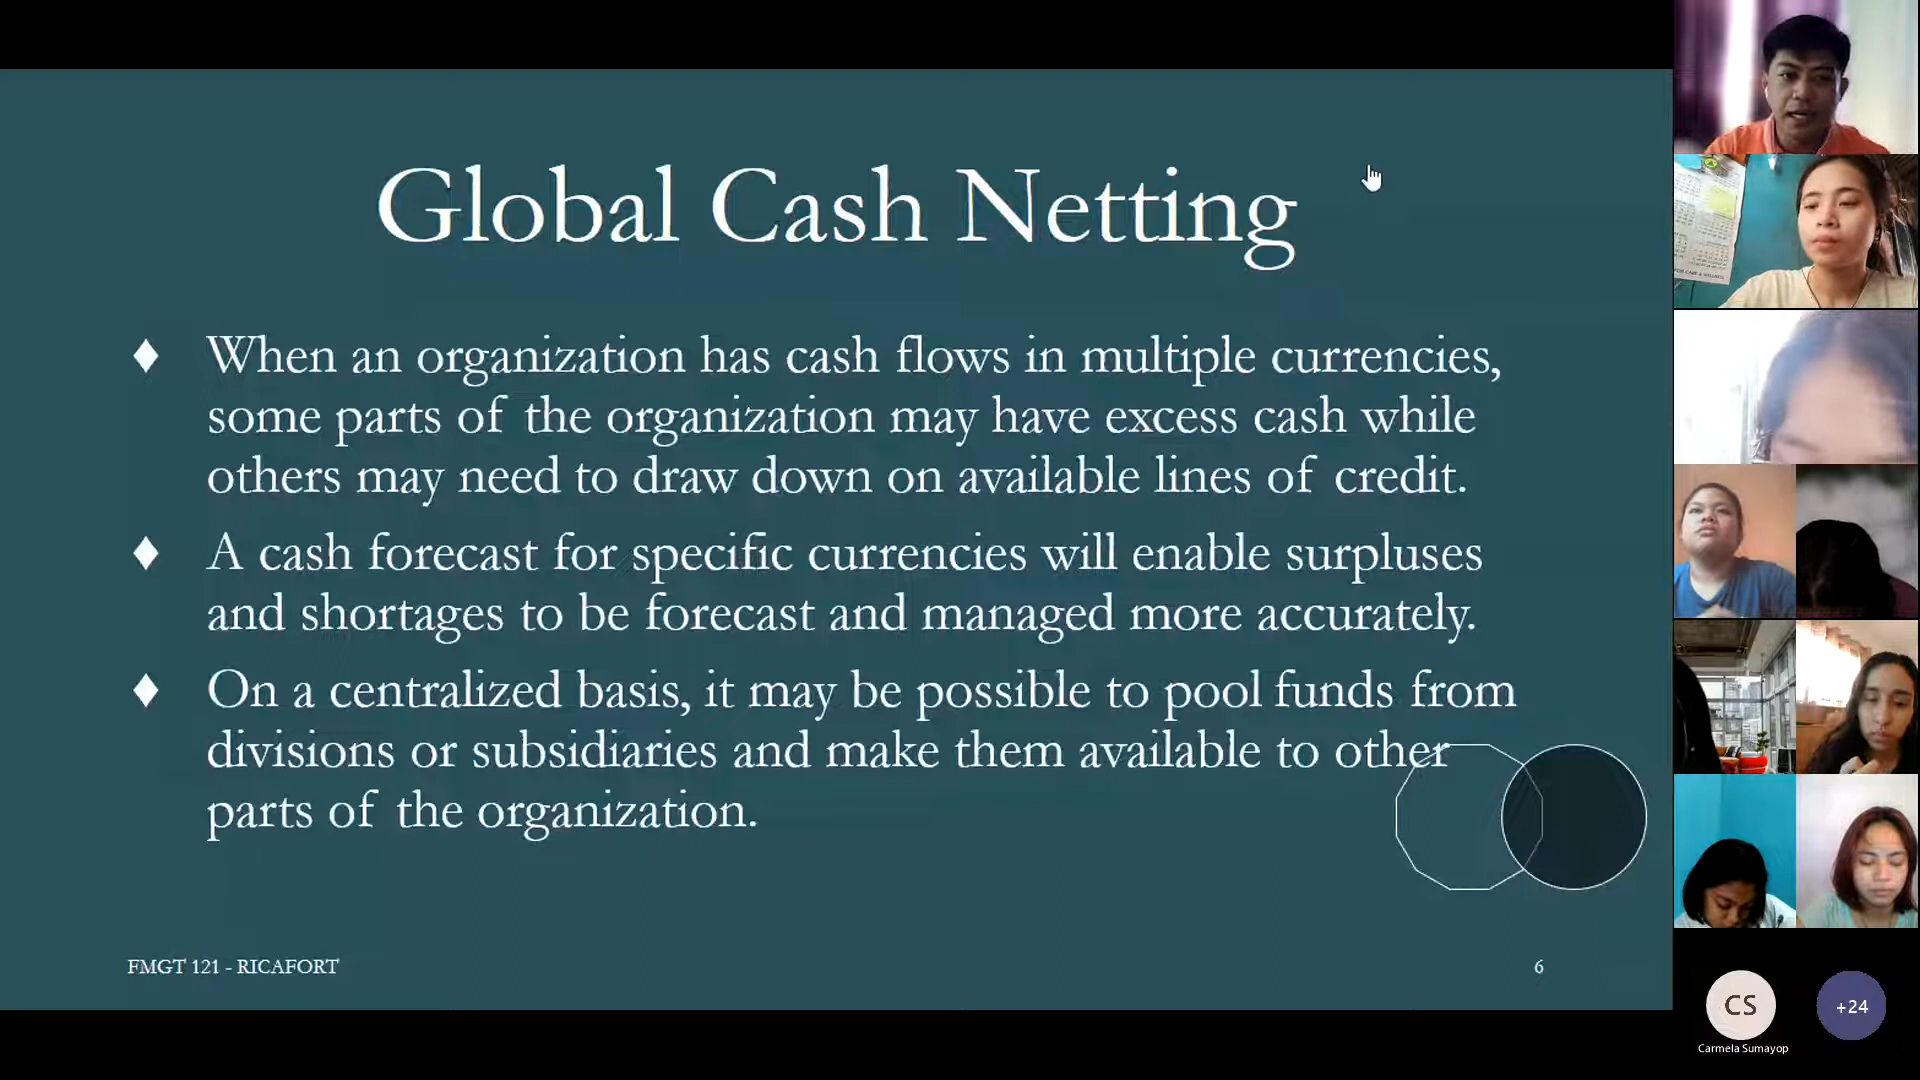 Global Cash Netting
When an organization has cash flows in multiple currencies,
some parts of the organization may have excess cash while
others may need to draw down on available lines of credit.
A cash forecast for specific currencies will enable surpluses
and shortages to be forecast and managed more accurately.
On a centralized basis, it may be possible to pool funds from
divisions or subsidiaries and make them available to other
parts of the organization.
FMGT 121 - RICAFORT
6
CS
+24
Carmela Sumayop